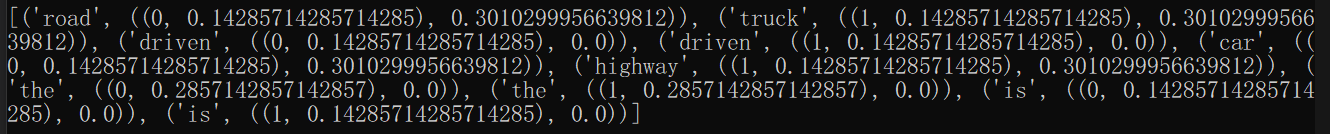 [('road', ((0, 0.14285714285714285), 0.3010299956639812)), ('truck', ((1, 0.14285714285714285), 0.30102999566
39812)), ('driven', ((0, 0.14285714285714285), 0.0)), ('driven', ((1, 0.14285714285714285), 0.0)), ('car', ((
0, 0.14285714285714285), 0.3010299956639812)), ('highway', ((1, 0.14285714285714285), 0.3010299956639812)), (
'the', ((0, 0.2857142857142857), 0.0)), ('the', ((1, 0.2857142857142857), 0.0)), ('is', ((0, 0.14285714285714
285), 0.0)), ('is', ((1, 0.14285714285714285), 0.0))]